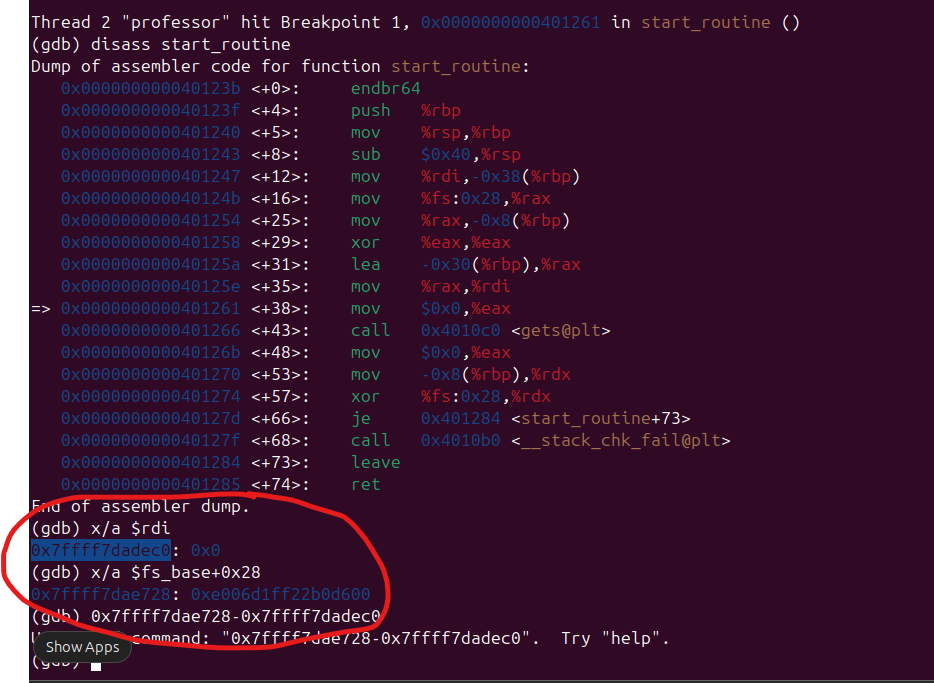 Thread 2 "professor" hit Breakpoint 1, 0x0000000000401261 in start_routine ()
(gdb) disass start_routine
Dump of assembler code for function start_routine:
0x000000000040123b <+0>: endbr64
0x000000000040123f <+4>: push %rbp
0x0000000000401240 <+5>: mov %rsp,%rbp
0x0000000000401243 <+8>: sub $0x40,%rsp
0x0000000000401247 <+12>: mov %rdi,-0x38(%rbp)
0x000000000040124b <+16>: mov %fs:0x28,%rax
0x0000000000401254 <+25>: mov %rax,-0x8(%rbp)
0x0000000000401258 <+29>: xor %eax,%eax
0x000000000040125a <+31>: lea -0x30(%rbp),%rax
0x000000000040125e <+35>: mov %rax,%rdi
=> 0x0000000000401261 <+38>: mov $0x0,%eax
0x0000000000401266 <+43>: call 0x4010c0 <gets@plt>
0x000000000040126b <+48>: mov $0x0,%eax
0x0000000000401270 <+53>: mov -0x8(%rbp),%rdx
0x0000000000401274 <+57>: xor %fs:0x28,%rdx
0x000000000040127d <+66>: je 0x401284 <start_routine+73>
0x000000000040127f <+68>: call 0x4010b0 <__stack_chk_fail@plt>
0x0000000000401284 <+73>: leave
0x0000000000401285 <+74>: ret
End of assembler dump.
(gdb) x/a $rdi
0x7ffff7dadec0: 0x0
(gdb) x/a $fs_base+0x28
0x7ffff7dae728: 0xe006d1ff22b0d600
(gdb) 0x7ffff7dae728-0x7ffff7dadec0
command: "0x7ffff7dae728-0x7ffff7dadec0". Try "help".
Show Apps
(gdb)